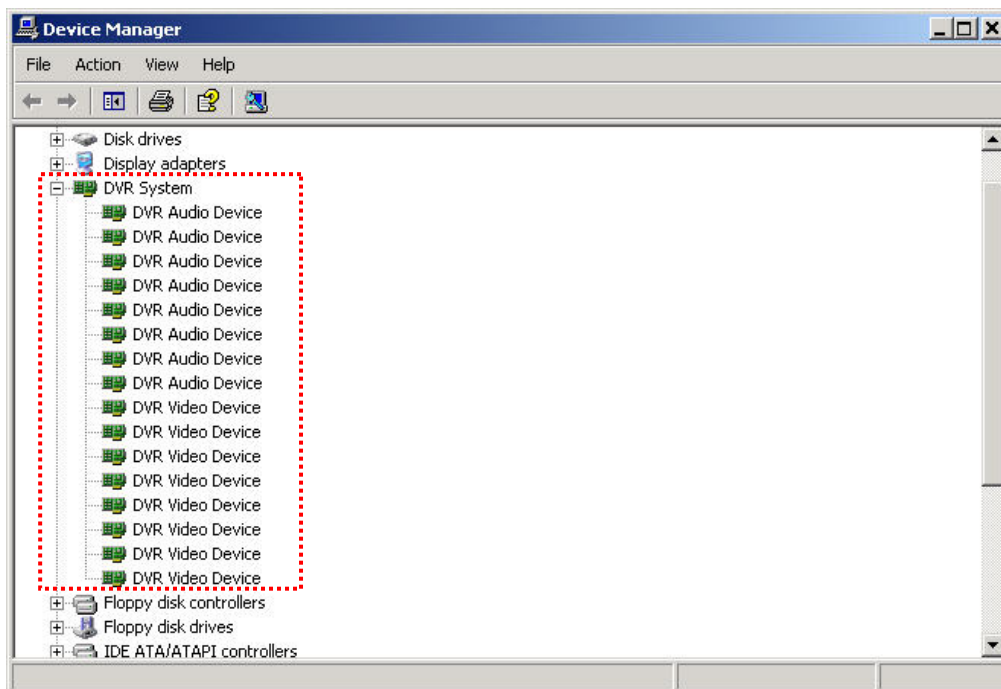 Device Manager
File Action View Help
Disk drives
Display adapters
DVR System
DVR Audio Device
DVR Audio Device
DVR Audio Device
DVR Audio Device
DVR Audio Device
DVR Audio Device
DVR Audio Device
DVR Audio Device
DVR Video Device
DVR Video Device
DVR Video Device
DVR Video Device
DVR Video Device
DVR Video Device
DVR Video Device
DVR Video Device
Floppy disk controllers
Floppy disk drives
IDE ATA/ATAPI controllers